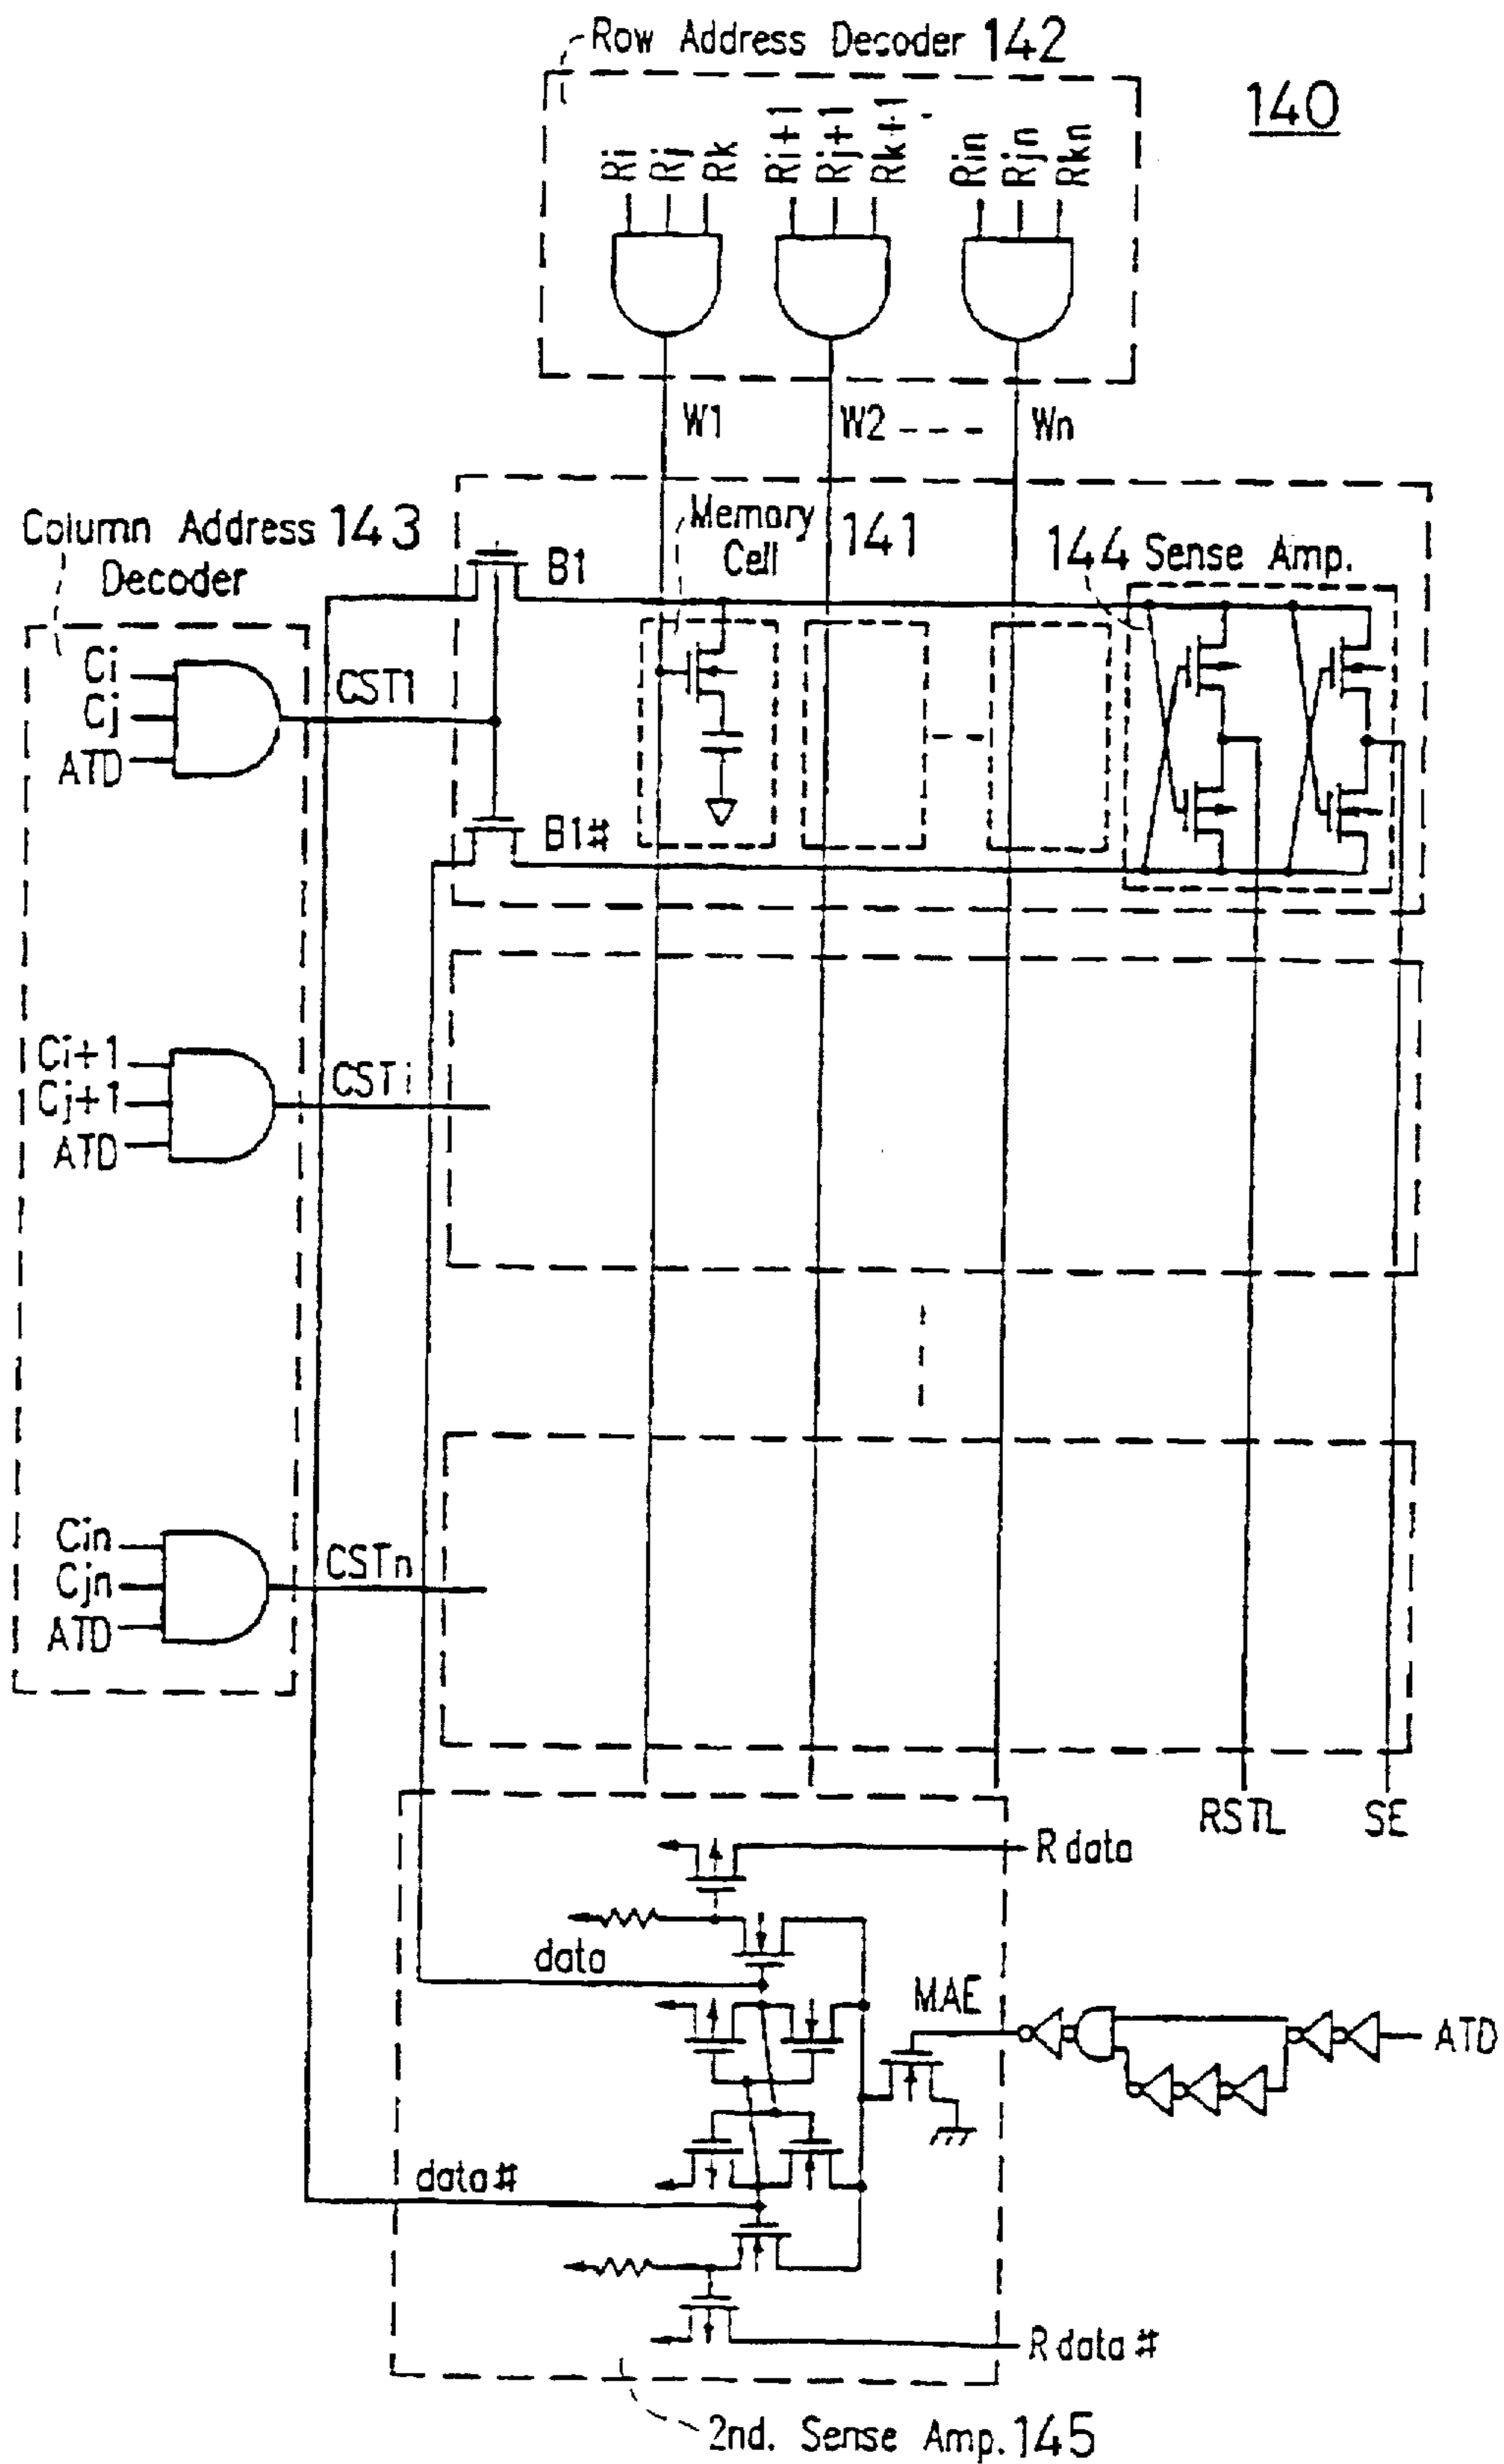 Row Address Decoder 142
140
Ri Rj Rk Ri+1 Rj+1 Rk+1 Rin Rjn Rkn
W1 W2 Wn
Column Address 143
Decoder
Memory
Cell
141
144 Sense Amp.
B1
Ci
Cj
ATD
CST1
B1#
Ci+1
Cj+1
ATD
CSTi
Cin
Cjn
ATD
CSTn
RSTL SE
R data
data
MAE
ATD
data#
R data#
2nd. Sense Amp. 145